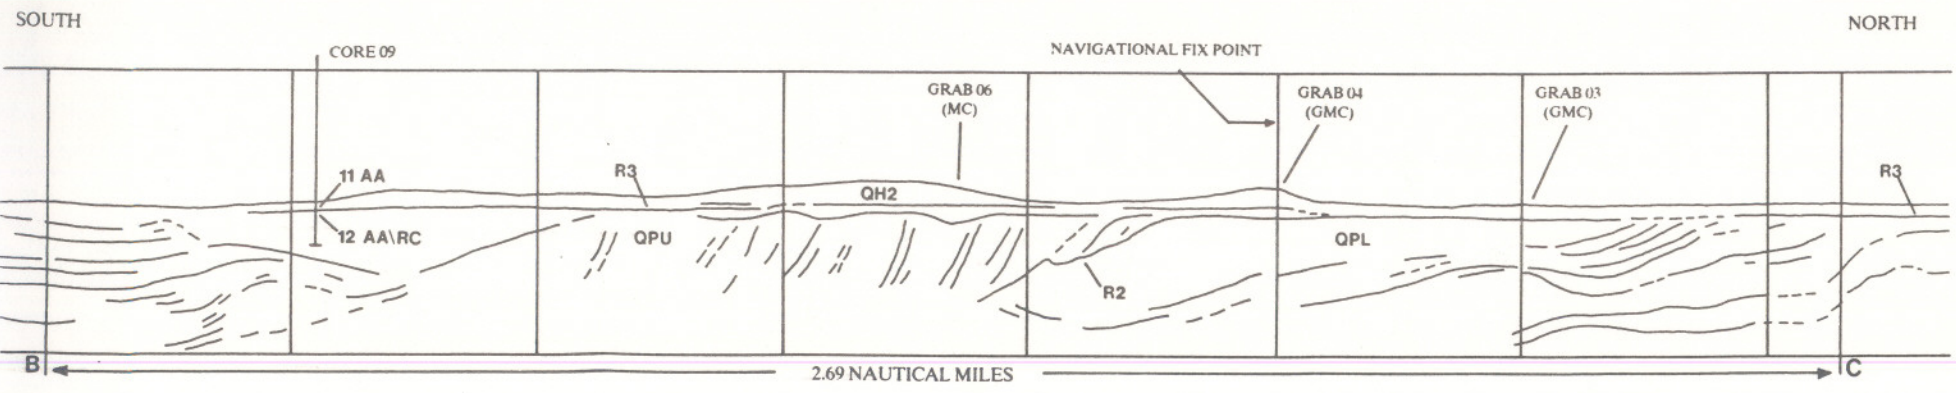 SOUTH
NORTH
CORE 09
NAVIGATIONAL FIX POINT
GRAB 06
(MC)
GRAB 04
(GMC)
GRAB 03
(GMC)
11 AA
R3
QH2
R3
12 AA\RC
QPU
QPL
R2
B
2.69 NAUTICAL MILES
C